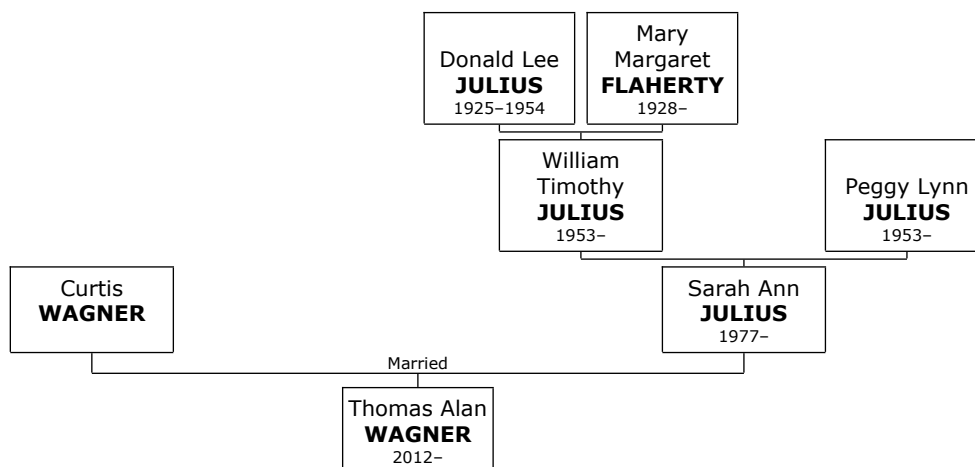 Donald Lee
JULIUS
1925–1954
Mary
Margaret
FLAHERTY
1928–
William
Timothy
JULIUS
1953–
Peggy Lynn
JULIUS
1953–
Curtis
WAGNER
Sarah Ann
JULIUS
1977–
Married
Thomas Alan
WAGNER
2012–